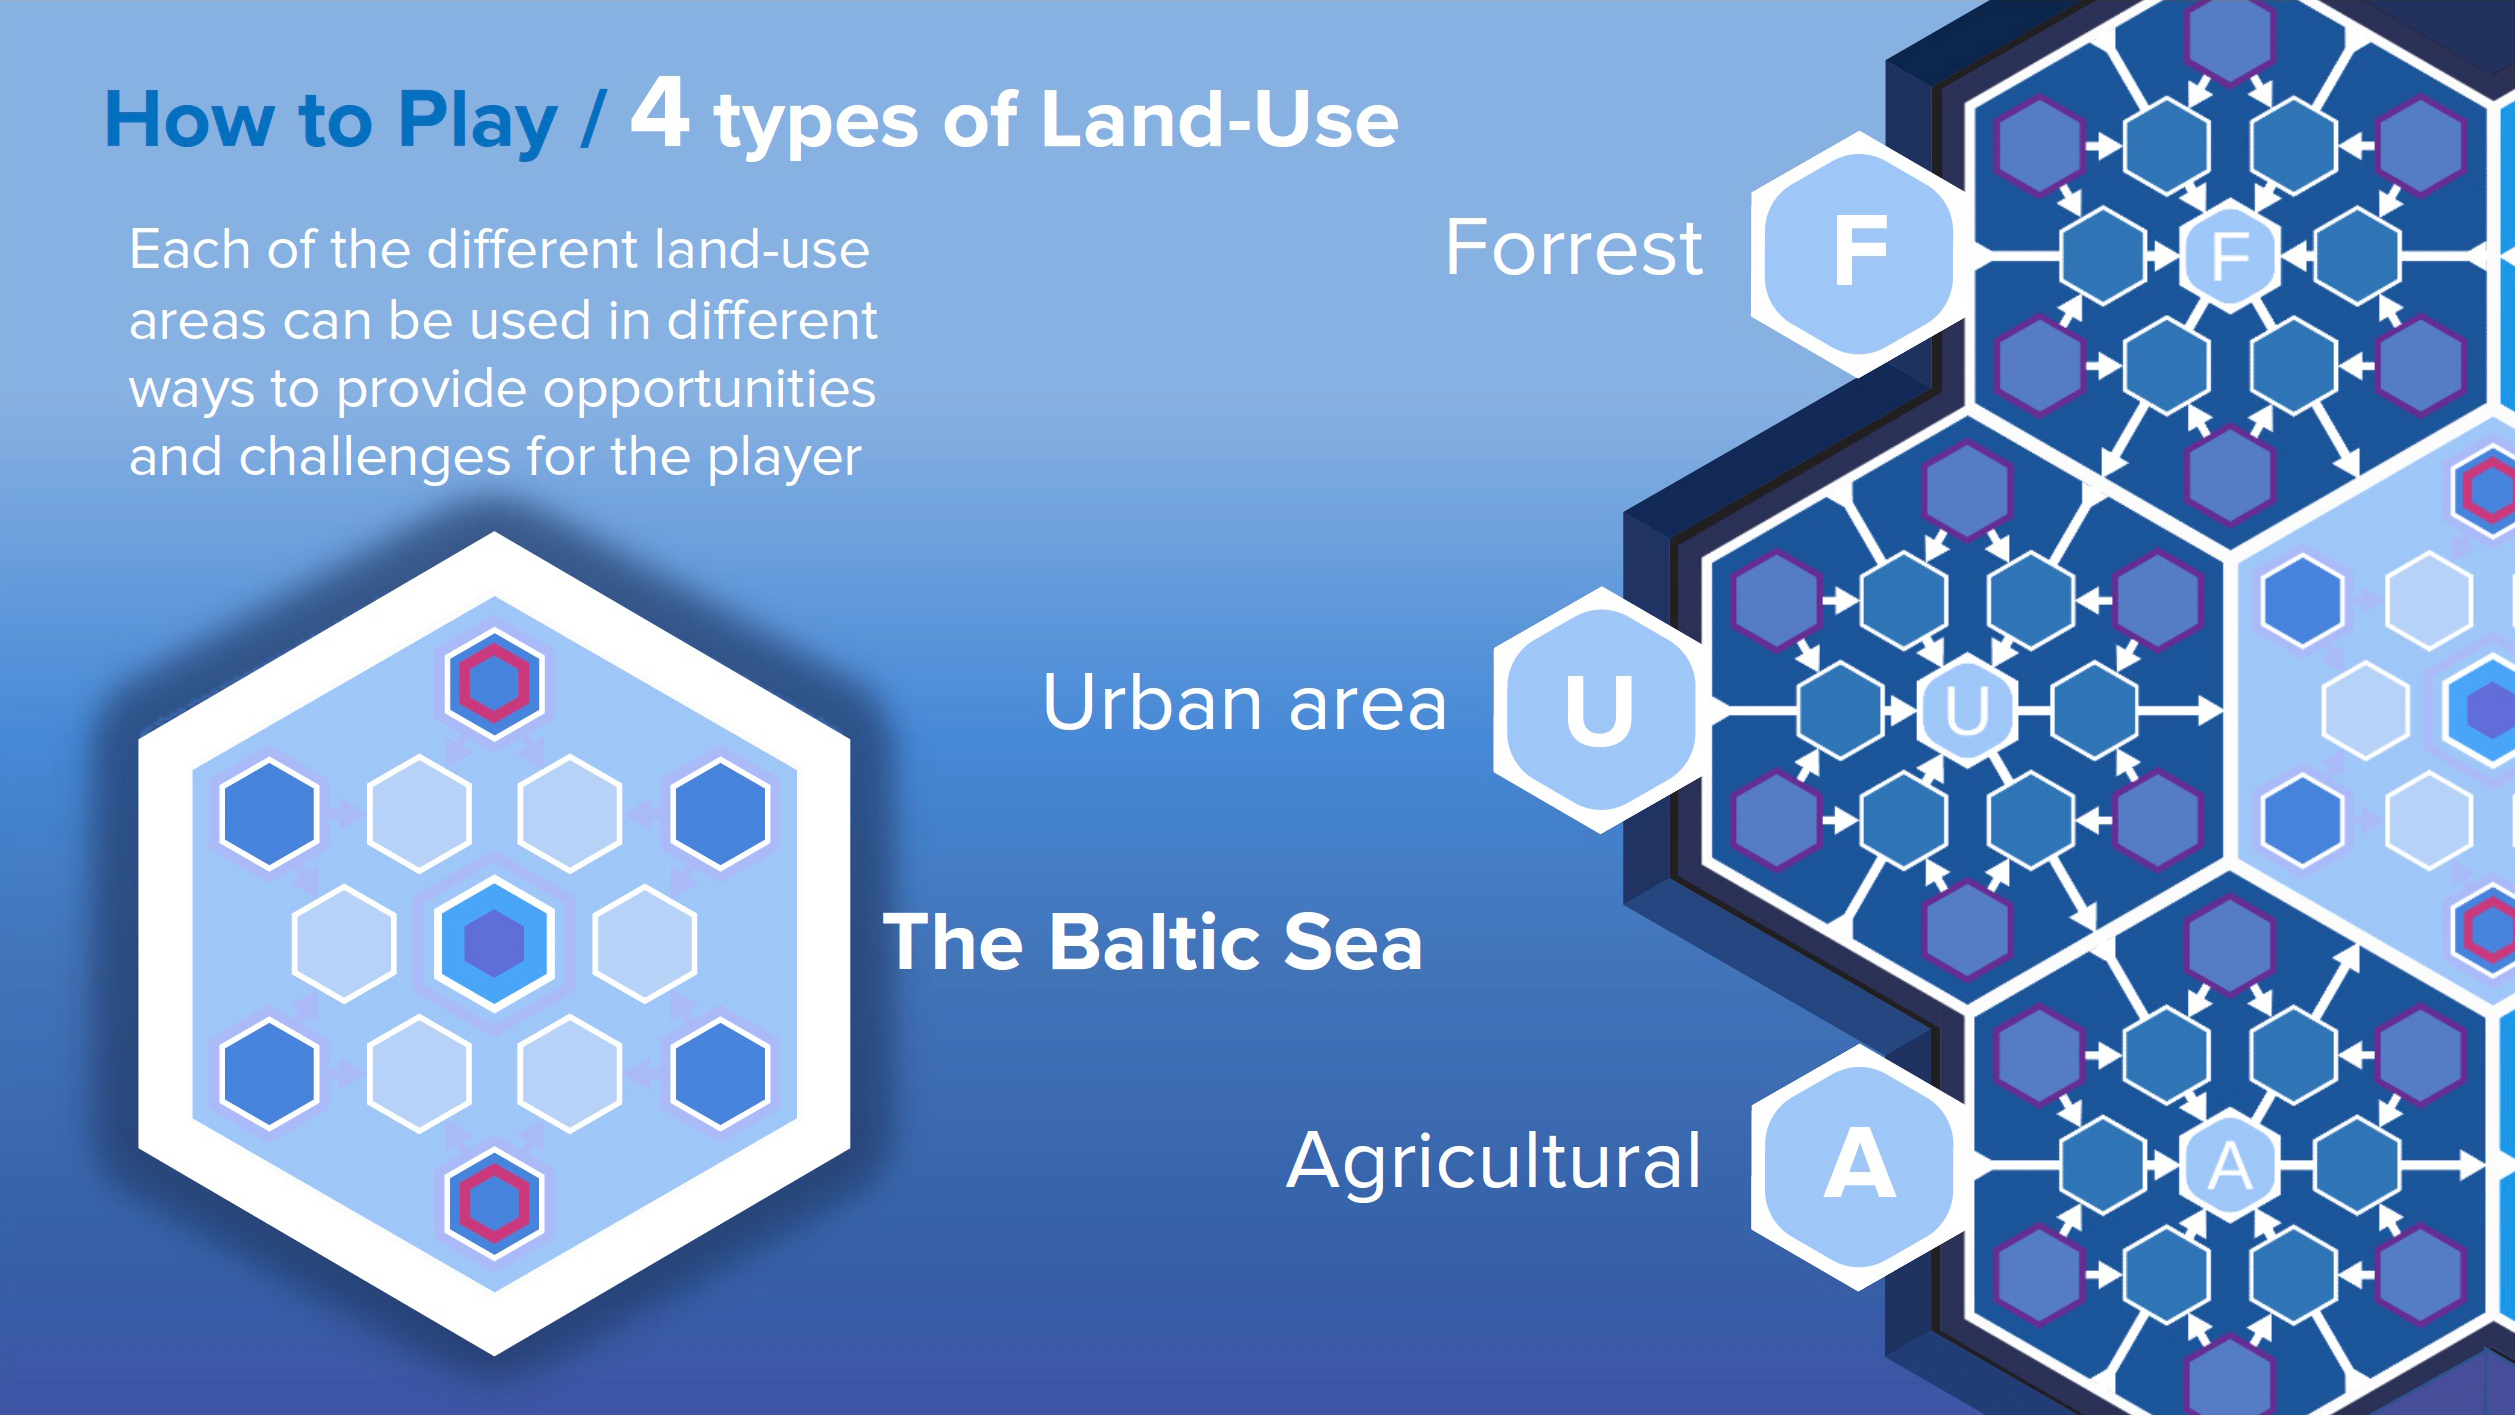 How to Play / 4 types of Land-Use
Each of the different land-use
areas can be used in different
ways to provide opportunities
and challenges for the player
Forrest
F
F
Urban area
U
U
The Baltic Sea
Agricultural
A
A